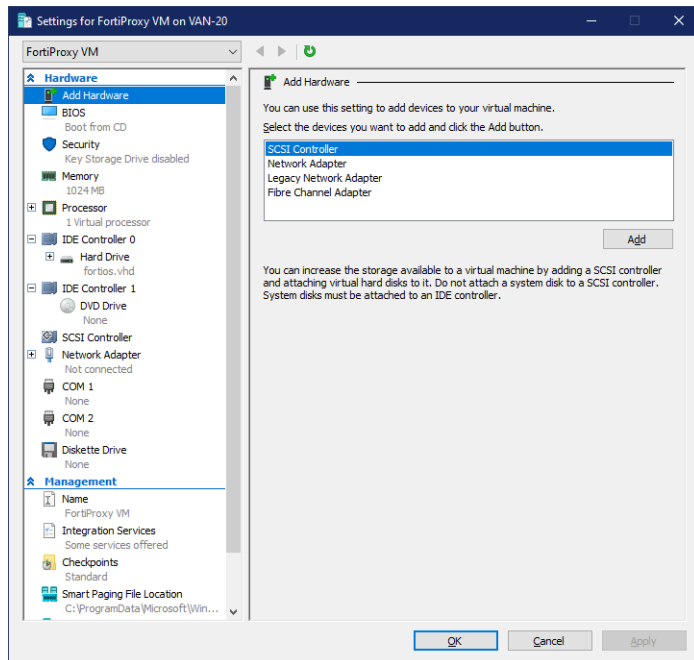 Settings for FortiProxy VM on VAN-20
FortiProxy VM
Hardware
Add Hardware
BIOS
Boot from CD
Security
Key Storage Drive disabled
Memory
1024 MB
Processor
1 Virtual processor
IDE Controller 0
Hard Drive
fortios.vhd
IDE Controller 1
DVD Drive
None
SCSI Controller
Network Adapter
Not connected
COM 1
None
COM 2
None
Diskette Drive
None
Management
Name
FortiProxy VM
Integration Services
Some services offered
Checkpoints
Standard
Smart Paging File Location
C:\ProgramData\Microsoft\Win...
Add Hardware
You can use this setting to add devices to your virtual machine.
Select the devices you want to add and click the Add button.
SCSI Controller
Network Adapter
Legacy Network Adapter
Fibre Channel Adapter
Add
You can increase the storage available to a virtual machine by adding a SCSI controller
and attaching virtual hard disks to it. Do not attach a system disk to a SCSI controller.
System disks must be attached to an IDE controller.
OK
Cancel
Apply